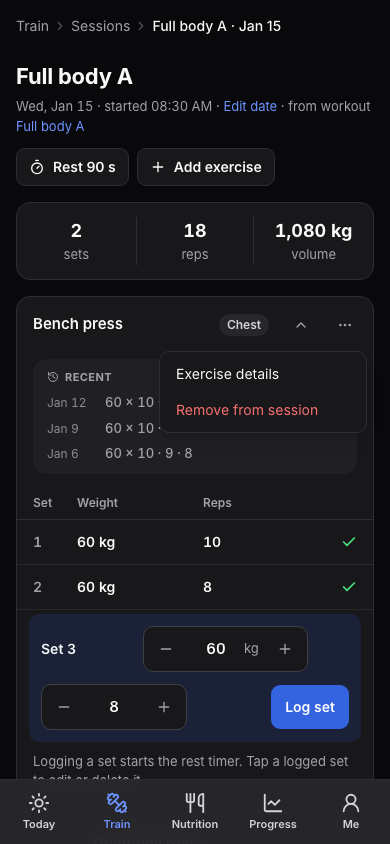 Train > Sessions > Full body A · Jan 15
Full body A
Wed, Jan 15 · started 08:30 AM · Edit date · from workout
Full body A
Rest 90 s
+ Add exercise
2 18 1,080 kg
sets reps volume
Bench press Chest ···
Exercise details
Remove from session
RECENT
Jan 12 60 × 10 ·
Jan 9 60 × 10 ·
Jan 6 60 × 10 · 9 · 8
Set Weight Reps
1 60 kg 10
2 60 kg 8
Set 3 − 60 kg +
− 8 + Log set
Logging a set starts the rest timer. Tap a logged set
to edit or delete it
Today Train Nutrition Progress Me